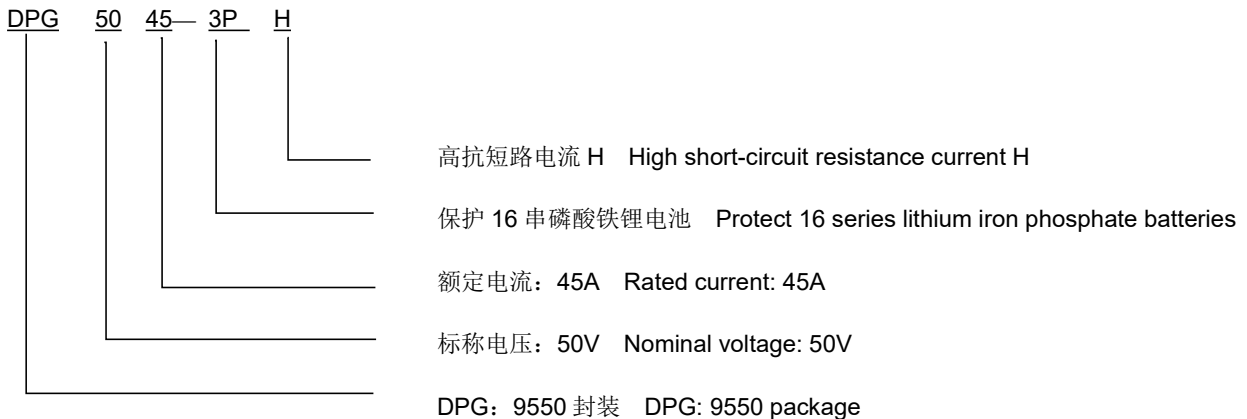 DPG 50 45— 3P H
高抗短路电流 H High short-circuit resistance current H
保护 16 串磷酸铁锂电池 Protect 16 series lithium iron phosphate batteries
额定电流：45A Rated current: 45A
标称电压：50V Nominal voltage: 50V
DPG：9550 封装 DPG: 9550 package